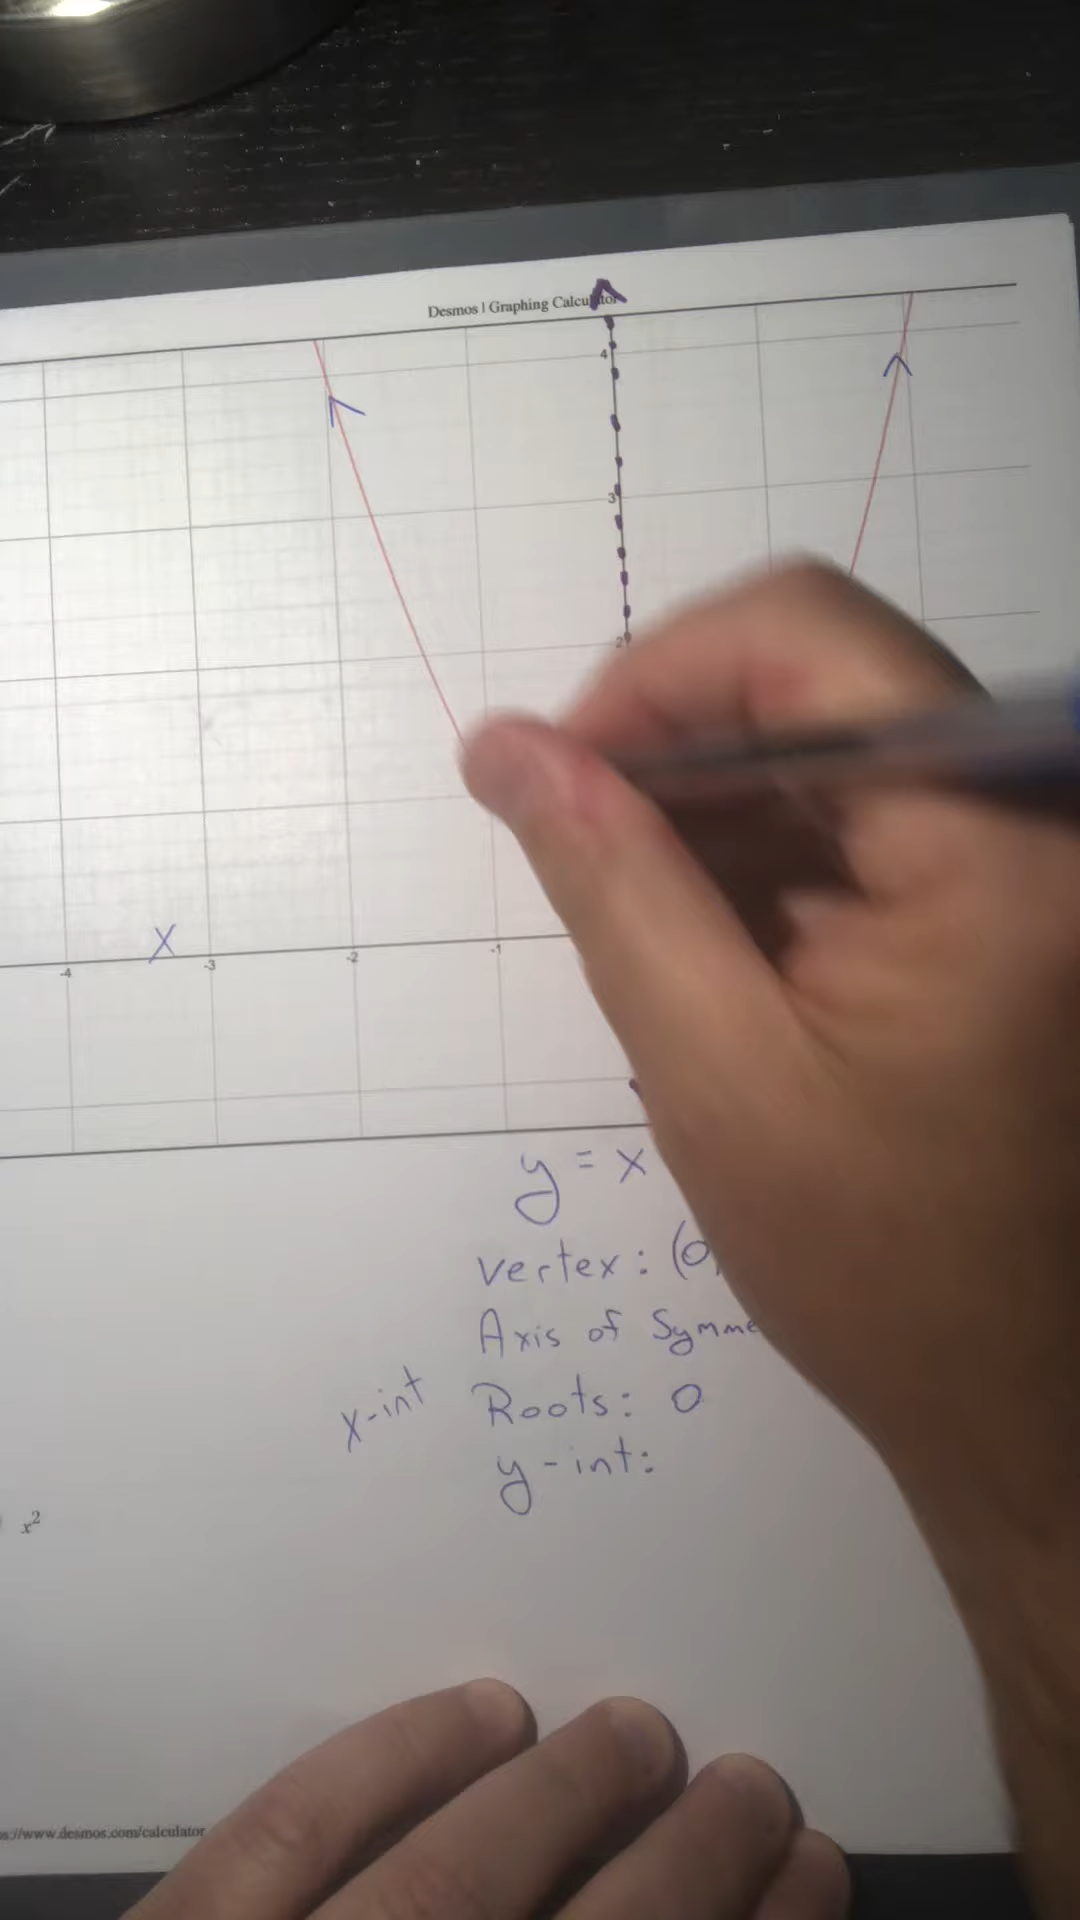 Desmos | Graphing Calculator
4
3
2
X
-4 -3 -2 -1
y = x
vertex: (0,
Axis of Symme
x-int Roots: 0
y-int:
x²
s://www.desmos.com/calculator